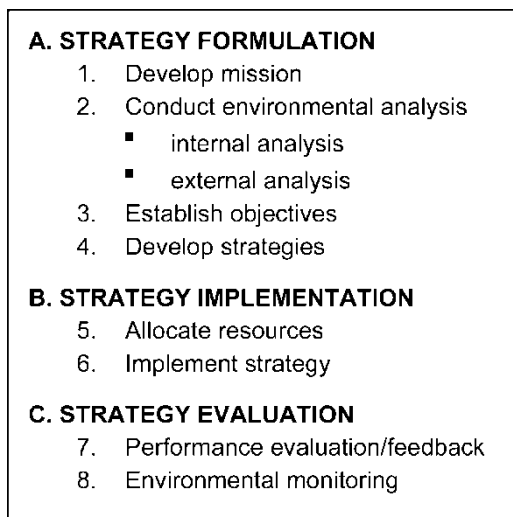 A. STRATEGY FORMULATION
1. Develop mission
2. Conduct environmental analysis
▪ internal analysis
▪ external analysis
3. Establish objectives
4. Develop strategies
B. STRATEGY IMPLEMENTATION
5. Allocate resources
6. Implement strategy
C. STRATEGY EVALUATION
7. Performance evaluation/feedback
8. Environmental monitoring